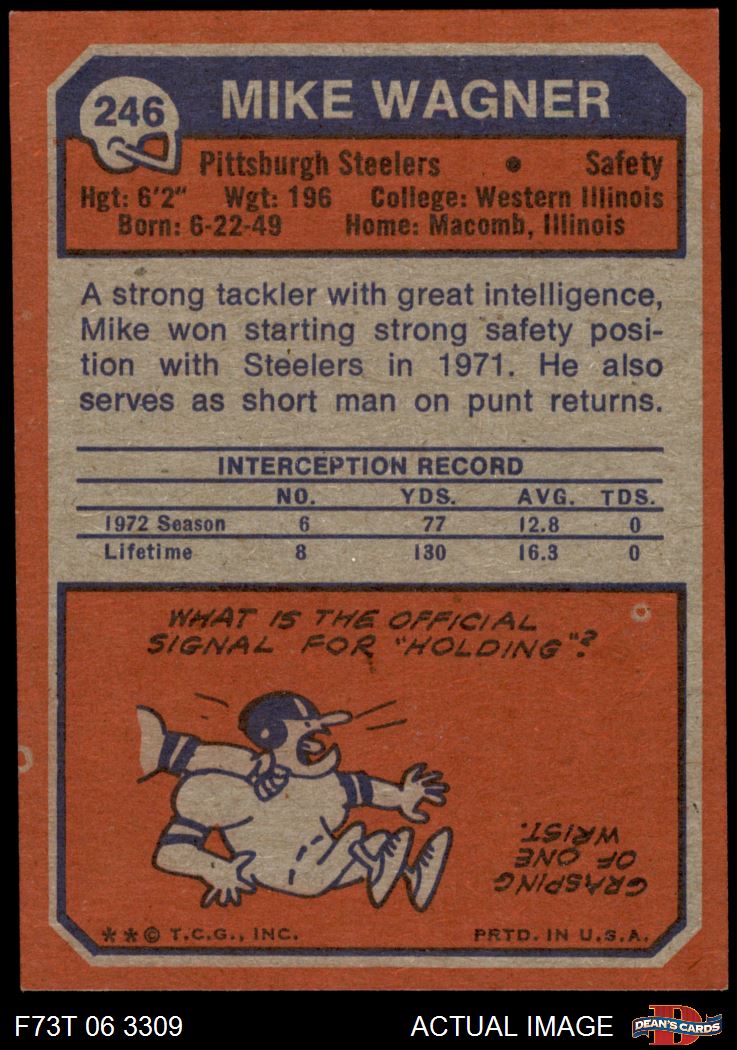 246
MIKE WAGNER
Pittsburgh Steelers • Safety
Hgt: 6'2" Wgt: 196 College: Western Illinois
Born: 6-22-49 Home: Macomb, Illinois
A strong tackler with great intelligence,
Mike won starting strong safety posi-
tion with Steelers in 1971. He also
serves as short man on punt returns.
INTERCEPTION RECORD
NO. YDS. AVG. TDS.
1972 Season 6 77 12.8 0
Lifetime 8 130 16.3 0
WHAT IS THE OFFICIAL
SIGNAL FOR "HOLDING"?
GRASPING
OF ONE
WRIST.
**© T.C.G., INC. PRTD. IN U.S.A.
F73T 06 3309 ACTUAL IMAGE
D
DEAN'S CARDS